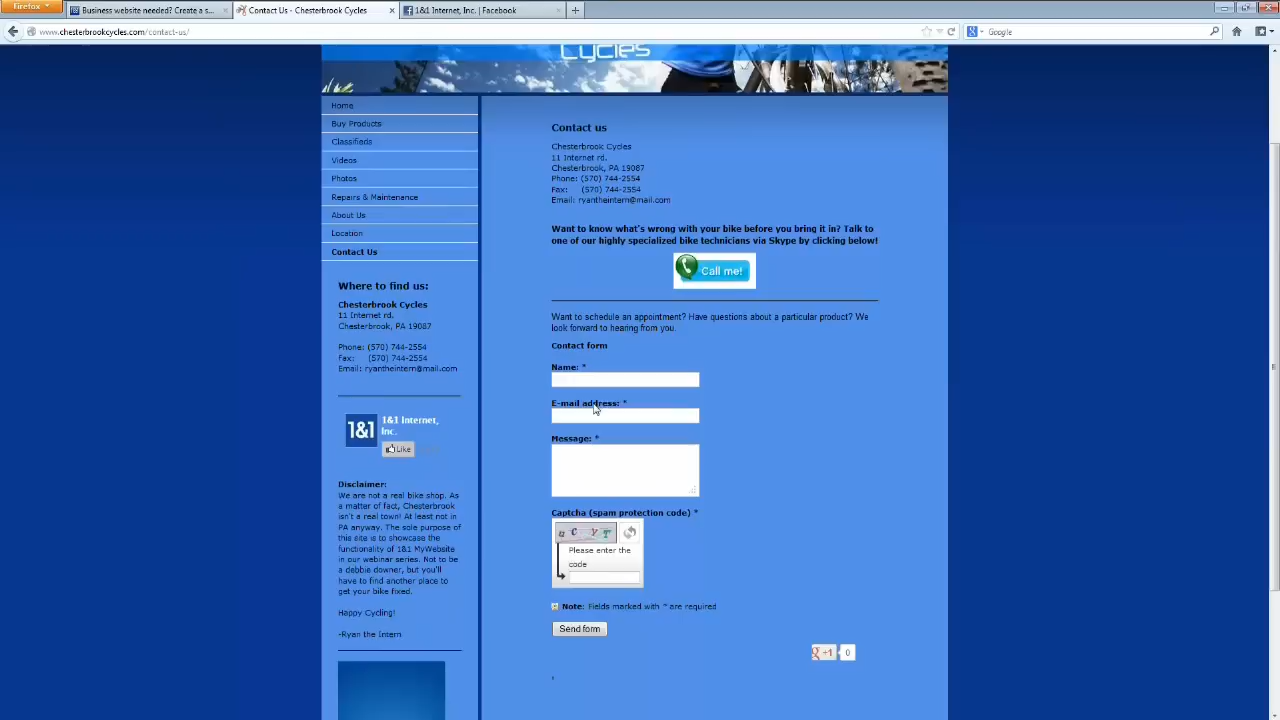 Firefox
Business website needed? Create a s...
Contact Us - Chesterbrook Cycles
1&1 Internet, Inc. | Facebook
www.chesterbrookcycles.com/contact-us/
Google
Cycles
Home
Buy Products
Classifieds
Videos
Photos
Repairs & Maintenance
About Us
Location
Contact Us
Where to find us:
Chesterbrook Cycles
11 Internet rd.
Chesterbrook, PA 19087
Phone: (570) 744-2554
Fax: (570) 744-2554
Email: ryantheintern@mail.com
1&1
1&1 Internet,
Inc.
Like
Disclaimer:
We are not a real bike shop. As
a matter of fact, Chesterbrook
isn't a real town! At least not in
PA anyway. The sole purpose of
this site is to showcase the
functionality of 1&1 MyWebsite
in our webinar series. Not to be
a debbie downer, but you'll
have to find another place to
get your bike fixed.
Happy Cycling!
-Ryan the Intern
Contact us
Chesterbrook Cycles
11 Internet rd.
Chesterbrook, PA 19087
Phone: (570) 744-2554
Fax: (570) 744-2554
Email: ryantheintern@mail.com
Want to know what's wrong with your bike before you bring it in? Talk to
one of our highly specialized bike technicians via Skype by clicking below!
Call me!
Want to schedule an appointment? Have questions about a particular product? We
look forward to hearing from you.
Contact form
Name: *
E-mail address: *
Message: *
Captcha (spam protection code) *
u c y T
Please enter the
code
Note: Fields marked with * are required
Send form
g +1
0